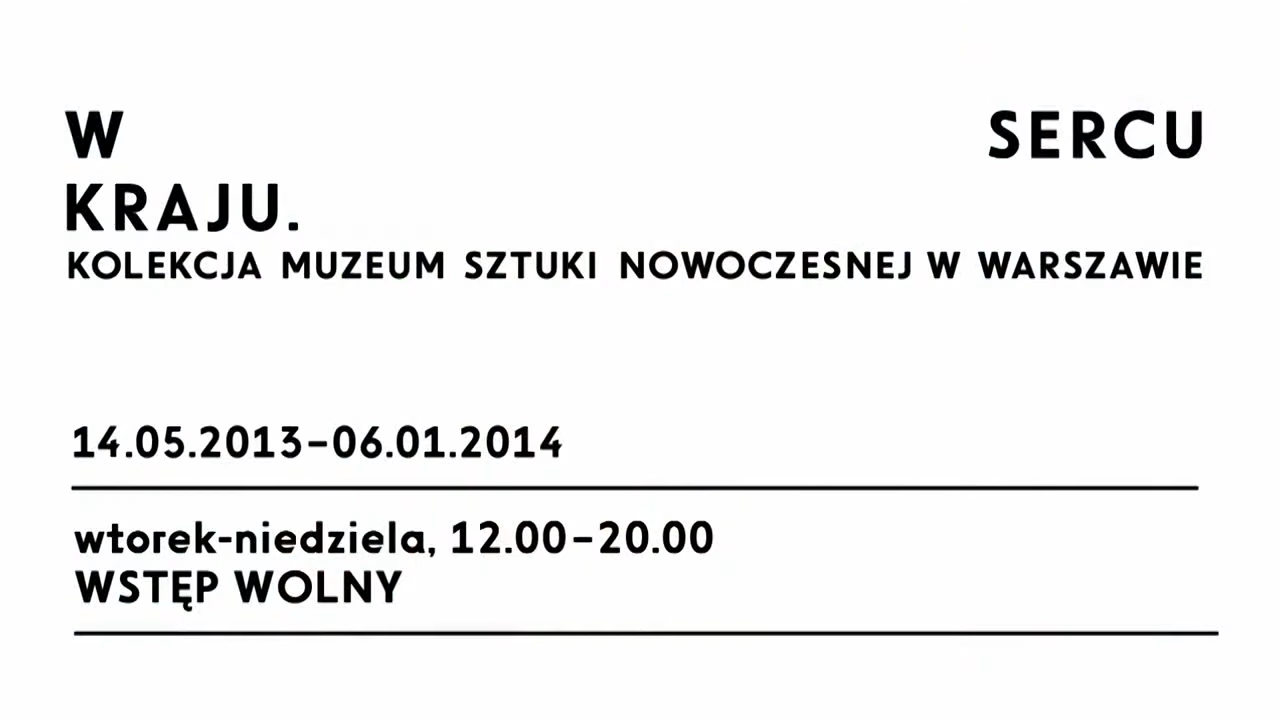 W SERCU
KRAJU.
KOLEKCJA MUZEUM SZTUKI NOWOCZESNEJ W WARSZAWIE
14.05.2013–06.01.2014
wtorek-niedziela, 12.00–20.00
WSTĘP WOLNY